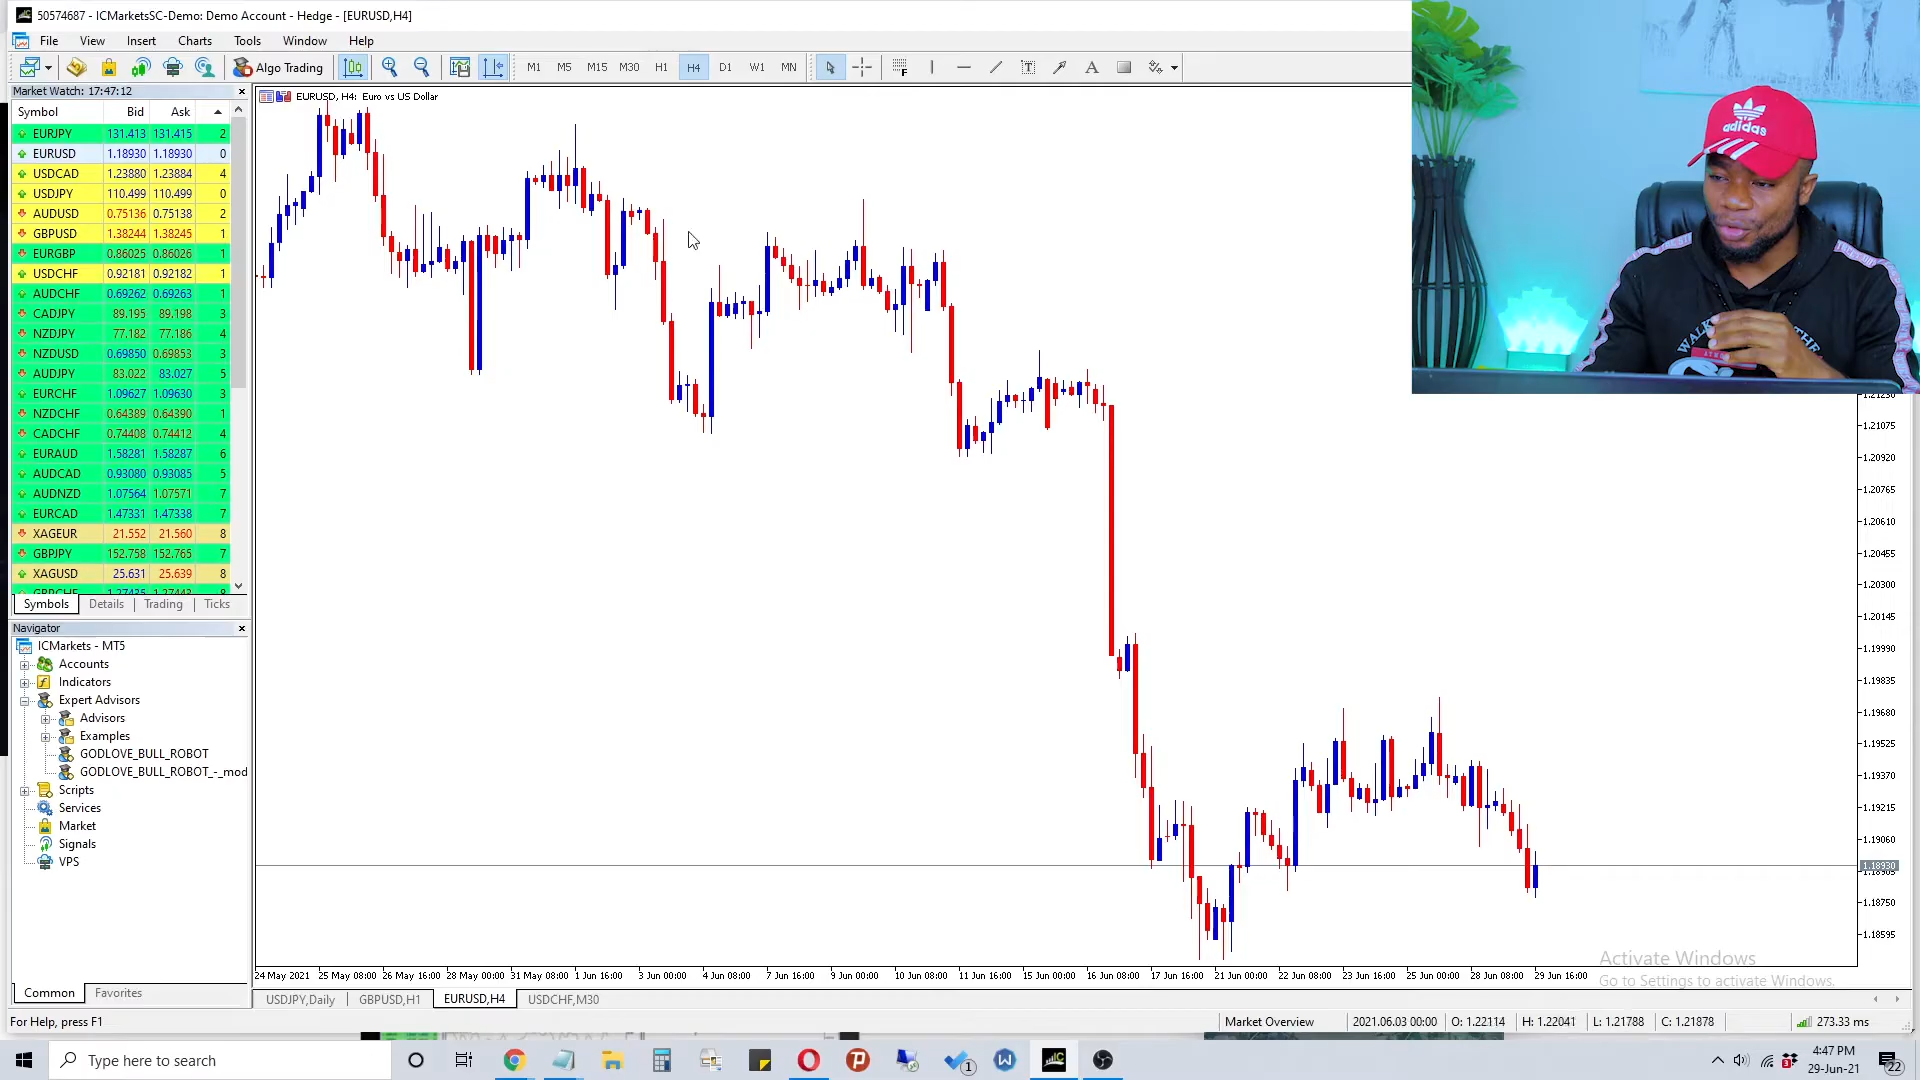 50574687 - ICMarketsSC-Demo: Demo Account - Hedge - [EURUSD,H4]
File View Insert Charts Tools Window Help
Algo Trading M1 M5 M15 M30 H1 H4 D1 W1 MN
Market Watch: 17:47:12
Symbol Bid Ask
EURJPY 131.413 131.415 2
EURUSD 1.18930 1.18930 0
USDCAD 1.23880 1.23884 4
USDJPY 110.499 110.499 0
AUDUSD 0.75136 0.75138 2
GBPUSD 1.38244 1.38245 1
EURGBP 0.86025 0.86026 1
USDCHF 0.92181 0.92182 1
AUDCHF 0.69262 0.69263 1
CADJPY 89.195 89.198 3
NZDJPY 77.182 77.186 4
NZDUSD 0.69850 0.69853 3
AUDJPY 83.022 83.027 5
EURCHF 1.09627 1.09630 3
NZDCHF 0.64389 0.64390 1
CADCHF 0.74408 0.74412 4
EURAUD 1.58281 1.58287 6
AUDCAD 0.93080 0.93085 5
AUDNZD 1.07564 1.07571 7
EURCAD 1.47331 1.47338 7
XAGEUR 21.552 21.560 8
GBPJPY 152.758 152.765 7
XAGUSD 25.631 25.639 8
Symbols Details Trading Ticks
Navigator
ICMarkets - MT5
Accounts
Indicators
Expert Advisors
Advisors
Examples
GODLOVE_BULL_ROBOT
GODLOVE_BULL_ROBOT_-_mod
Scripts
Services
Market
Signals
VPS
Common Favorites
EURUSD, H4: Euro vs US Dollar
adidas
WALK THE
1.21230
1.21075
1.20920
1.20765
1.20610
1.20455
1.20300
1.20145
1.19990
1.19835
1.19680
1.19525
1.19370
1.19215
1.19060
1.18930
1.18905
1.18750
1.18595
24 May 2021 25 May 08:00 26 May 16:00 28 May 00:00 31 May 08:00 1 Jun 16:00 3 Jun 00:00 4 Jun 08:00 7 Jun 16:00 9 Jun 00:00 10 Jun 08:00 11 Jun 16:00 15 Jun 00:00 16 Jun 08:00 17 Jun 16:00 21 Jun 00:00 22 Jun 08:00 23 Jun 16:00 25 Jun 00:00 28 Jun 08:00 29 Jun 16:00
Activate Windows
Go to Settings to activate Windows.
USDJPY,Daily GBPUSD,H1 EURUSD,H4 USDCHF,M30
For Help, press F1 Market Overview 2021.06.03 00:00 O: 1.22114 H: 1.22041 L: 1.21788 C: 1.21878 273.33 ms
Type here to search
4:47 PM
29-Jun-21
22